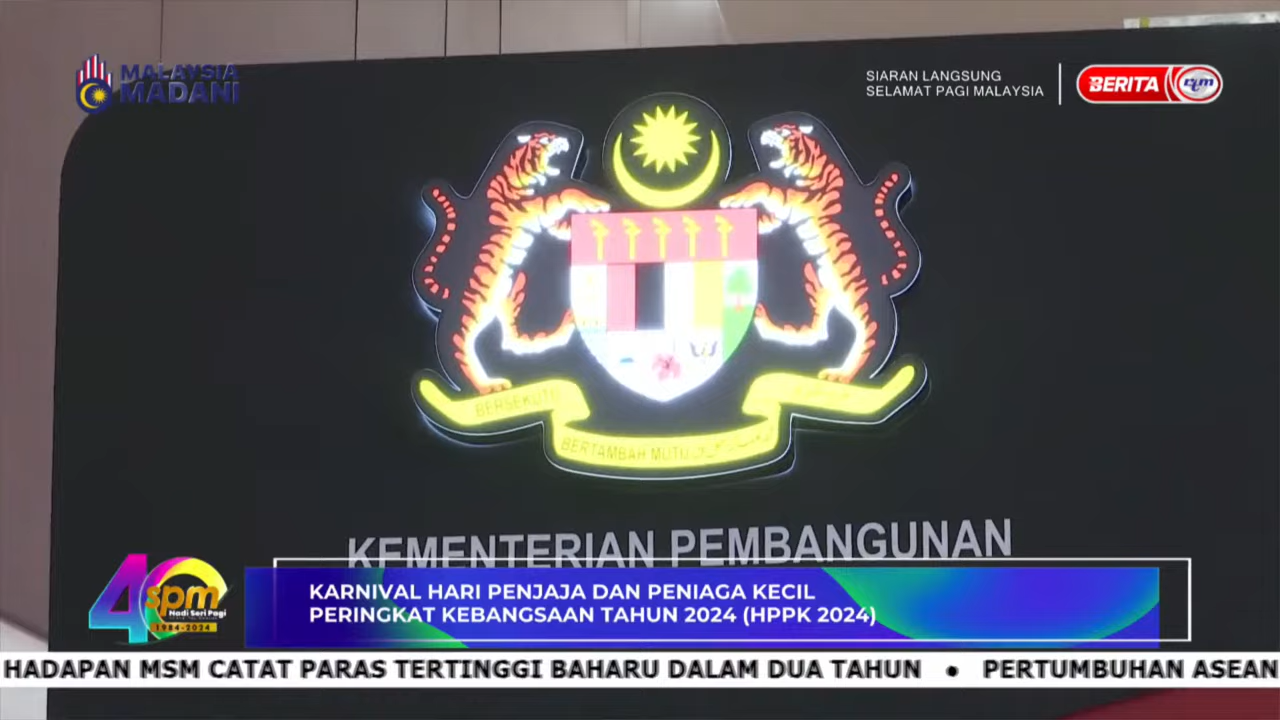 MALAYSIA
MADANI
SIARAN LANGSUNG
SELAMAT PAGI MALAYSIA
BERITA rtm
BERSEKUTU
BERTAMBAH MUTU
KEMENTERIAN PEMBANGUNAN
40
spm
Nadi Seri Pagi
1984-2024
KARNIVAL HARI PENJAJA DAN PENIAGA KECIL
PERINGKAT KEBANGSAAN TAHUN 2024 (HPPK 2024)
HADAPAN MSM CATAT PARAS TERTINGGI BAHARU DALAM DUA TAHUN • PERTUMBUHAN ASEAN